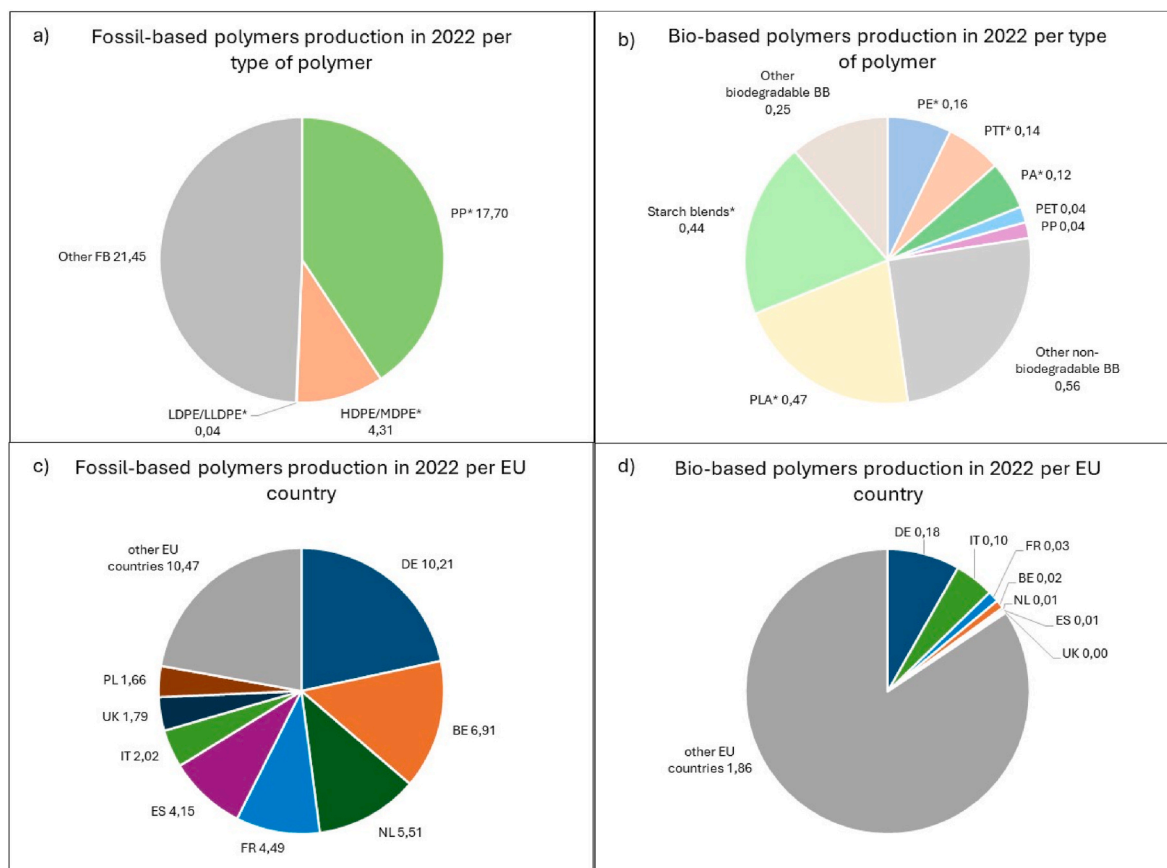 a)
Fossil-based polymers production in 2022 per
type of polymer
PP* 17,70
Other FB 21,45
LDPE/LLDPE*
0,04
HDPE/MDPE*
4,31
b)
Bio-based polymers production in 2022 per type
of polymer
Other
biodegradable BB
0,25
PE* 0,16
PTT* 0,14
PA* 0,12
PET 0,04
PP 0,04
Starch blends*
0,44
Other non-
biodegradable BB
0,56
PLA* 0,47
c)
Fossil-based polymers production in 2022 per EU
country
other EU
countries 10,47
DE 10,21
PL 1,66
UK 1,79
IT 2,02
ES 4,15
FR 4,49
NL 5,51
BE 6,91
d)
Bio-based polymers production in 2022 per EU
country
DE 0,18
IT 0,10
FR 0,03
BE 0,02
NL 0,01
ES 0,01
UK 0,00
other EU
countries 1,86